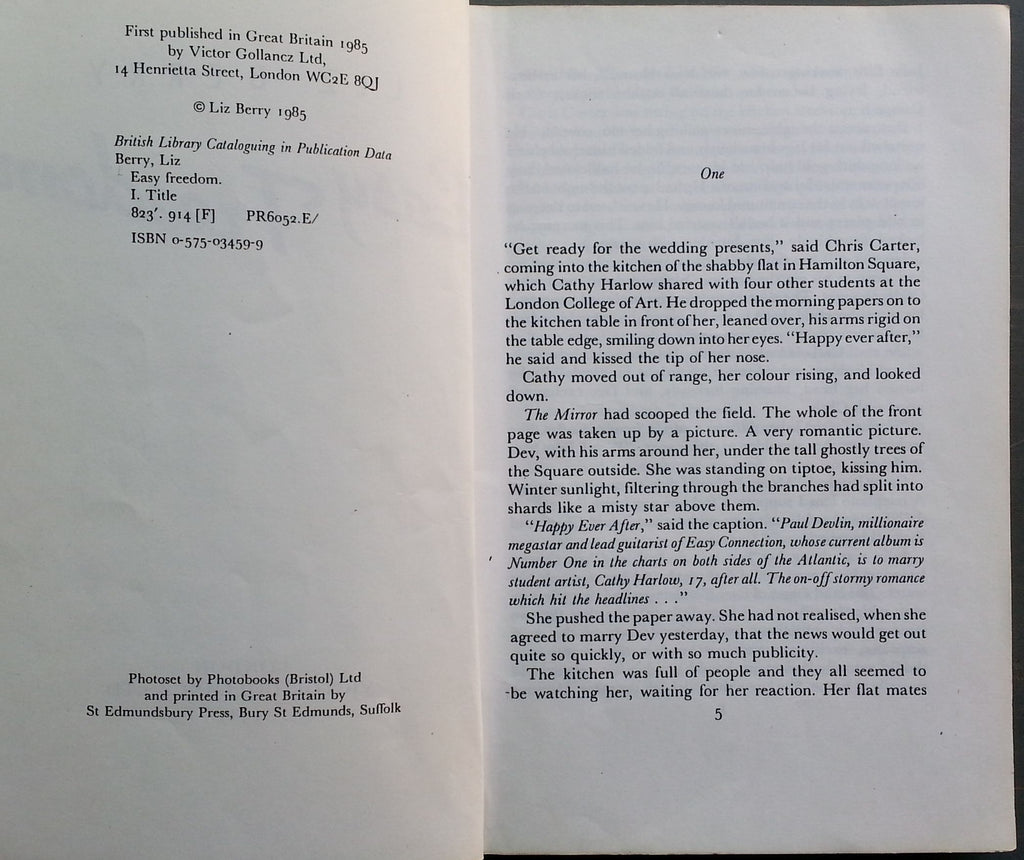 First published in Great Britain 1985
by Victor Gollancz Ltd,
14 Henrietta Street, London WC2E 8QJ
© Liz Berry 1985
British Library Cataloguing in Publication Data
Berry, Liz
Easy freedom.
I. Title
823'. 914 [F] PR6052.E/
ISBN 0-575-03459-9
Photoset by Photobooks (Bristol) Ltd
and printed in Great Britain by
St Edmundsbury Press, Bury St Edmunds, Suffolk
One
“Get ready for the wedding presents,” said Chris Carter,
coming into the kitchen of the shabby flat in Hamilton Square,
which Cathy Harlow shared with four other students at the
London College of Art. He dropped the morning papers on to
the kitchen table in front of her, leaned over, his arms rigid on
the table edge, smiling down into her eyes. “Happy ever after,”
he said and kissed the tip of her nose.
Cathy moved out of range, her colour rising, and looked
down.
The Mirror had scooped the field. The whole of the front
page was taken up by a picture. A very romantic picture.
Dev, with his arms around her, under the tall ghostly trees of
the Square outside. She was standing on tiptoe, kissing him.
Winter sunlight, filtering through the branches had split into
shards like a misty star above them.
“Happy Ever After,” said the caption. “Paul Devlin, millionaire
megastar and lead guitarist of Easy Connection, whose current album is
Number One in the charts on both sides of the Atlantic, is to marry
student artist, Cathy Harlow, 17, after all. The on-off stormy romance
which hit the headlines . . .”
She pushed the paper away. She had not realised, when she
agreed to marry Dev yesterday, that the news would get out
quite so quickly, or with so much publicity.
The kitchen was full of people and they all seemed to
be watching her, waiting for her reaction. Her flat mates
5